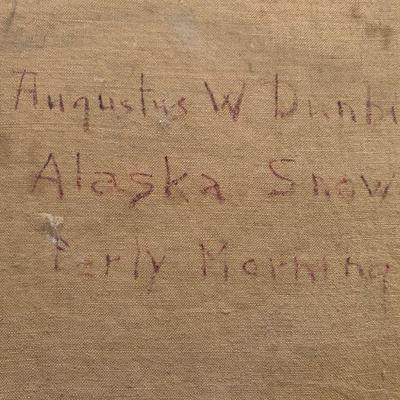 Augustus W Dunbi
Alaska Snow
Early Morning